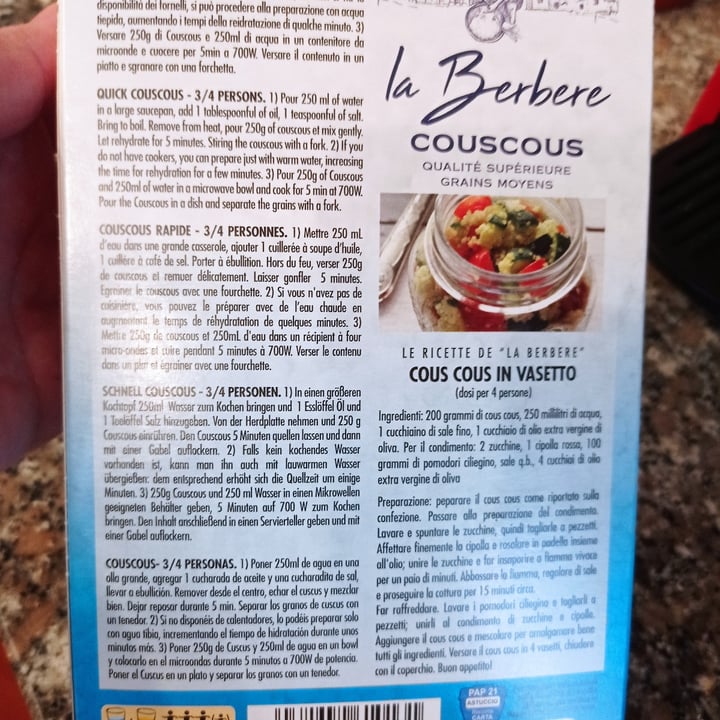 disponibilità dei fornelli, si può procedere alla preparazione con acqua
tiepida, aumentando i tempi della reidratazione di qualche minuto. 3)
Versare 250g di Couscous e 250ml di acqua in un contenitore da
microonde e cuocere per 5min a 700W. Versare il contenuto in un
piatto e sgranare con una forchetta.
QUICK COUSCOUS - 3/4 PERSONS. 1) Pour 250 ml of water
in a large saucepan, add 1 tablespoonful of oil, 1 teaspoonful of salt.
Bring to boil. Remove from heat, pour 250g of couscous et mix gently.
Let rehydrate for 5 minutes. Stiring the couscous with a fork. 2) If you
do not have cookers, you can prepare just with warm water, increasing
the time for rehydration for a few minutes. 3) Pour 250g of Couscous
and 250ml of water in a microwave bowl and cook for 5 min at 700W.
Pour the Couscous in a dish and separate the grains with a fork.
COUSCOUS RAPIDE - 3/4 PERSONNES. 1) Mettre 250 mL
d'eau dans une grande casserole, ajouter 1 cuillerée à soupe d'huile,
1 cuillère à café de sel. Porter à ébullition. Hors du feu, verser 250g
de couscous et remuer délicatement. Laisser gonfler 5 minutes.
Egrainer le couscous avec une fourchette. 2) Si vous n'avez pas de
cuisinière, vous pouvez le préparer avec de l'eau chaude en
augmentant le temps de réhydratation de quelques minutes. 3)
Mettre 250g de couscous et 250mL d'eau dans un récipient à four
micro-ondes et cuire pendant 5 minutes à 700W. Verser le contenu
dans un plat et égrainer avec une fourchette.
SCHNELL COUSCOUS - 3/4 PERSONEN. 1) In einen größeren
Kochtopf 250ml Wasser zum Kochen bringen und 1 Esslöffel Öl und
1 Teelöffel Salz hinzugeben. Von der Herdplatte nehmen und 250 g
Couscous einrühren. Den Couscous 5 Minuten quellen lassen und dann
mit einer Gabel auflockern. 2) Falls kein kochendes Wasser
vorhanden ist, kann man ihn auch mit lauwarmen Wasser
übergießen: dem entsprechend erhöht sich die Quellzeit um einige
Minuten. 3) 250g Couscous und 250 ml Wasser in einen Mikrowellen
geeigneten Behälter geben, 5 Minuten auf 700 W zum Kochen
bringen. Den Inhalt anschließend in einen Servierteller geben und mit
einer Gabel auflockern.
COUSCOUS- 3/4 PERSONAS. 1) Poner 250ml de agua en una
olla grande, agregar 1 cucharada de aceite y una cucharadita de sal,
llevar a ebullición. Remover desde el centro, echar el cuscus y mezclar
bien. Dejar reposar durante 5 min. Separar los granos de cuscus con
un tenedor. 2) Si no disponéis de calentadores, lo podéis preparar solo
con agua tibia, incrementando el tiempo de hidratación durante unos
minutos más. 3) Poner 250g de Cuscus y 250ml de agua en un bowl
y colocarlo en el microondas durante 5 minutos a 700W de potencia.
Poner el Cuscus en un plato y separar los granos con un tenedor.
la Berbere
COUSCOUS
QUALITÉ SUPÉRIEURE
GRAINS MOYENS
LE RICETTE DE "LA BERBERE"
COUS COUS IN VASETTO
(dosi per 4 persone)
Ingredienti: 200 grammi di cous cous, 250 millilitri di acqua,
1 cucchiaino di sale fino, 1 cucchiaio di olio extra vergine di
oliva. Per il condimento: 2 zucchine, 1 cipolla rossa, 100
grammi di pomodori ciliegino, sale q.b., 4 cucchiai di olio
extra vergine di oliva
Preparazione: peparare il cous cous come riportato sulla
confezione. Passare alla preparazione del condimento.
Lavare e spuntare le zucchine, quindi tagliarle a pezzetti.
Affettare finemente la cipolla e rosolare in padella insieme
all'olio; unire le zucchine e far insaporire a fiamma vivace
per un paio di minuti. Abbassare la fiamma, regolare di sale
e proseguire la cottura per 15 minuti circa.
Far raffreddare. Lavare i pomodori ciliegino e tagliarli a
pezzetti; unirli al condimento di zucchine e cipolle.
Aggiungere il cous cous e mescolare per amalgamare bene
tutti gli ingredienti. Versare il cous cous in 4 vasetti, chiudere
con il coperchio. Buon appetito!
PAP 21
ASTUCCIO
CARTA